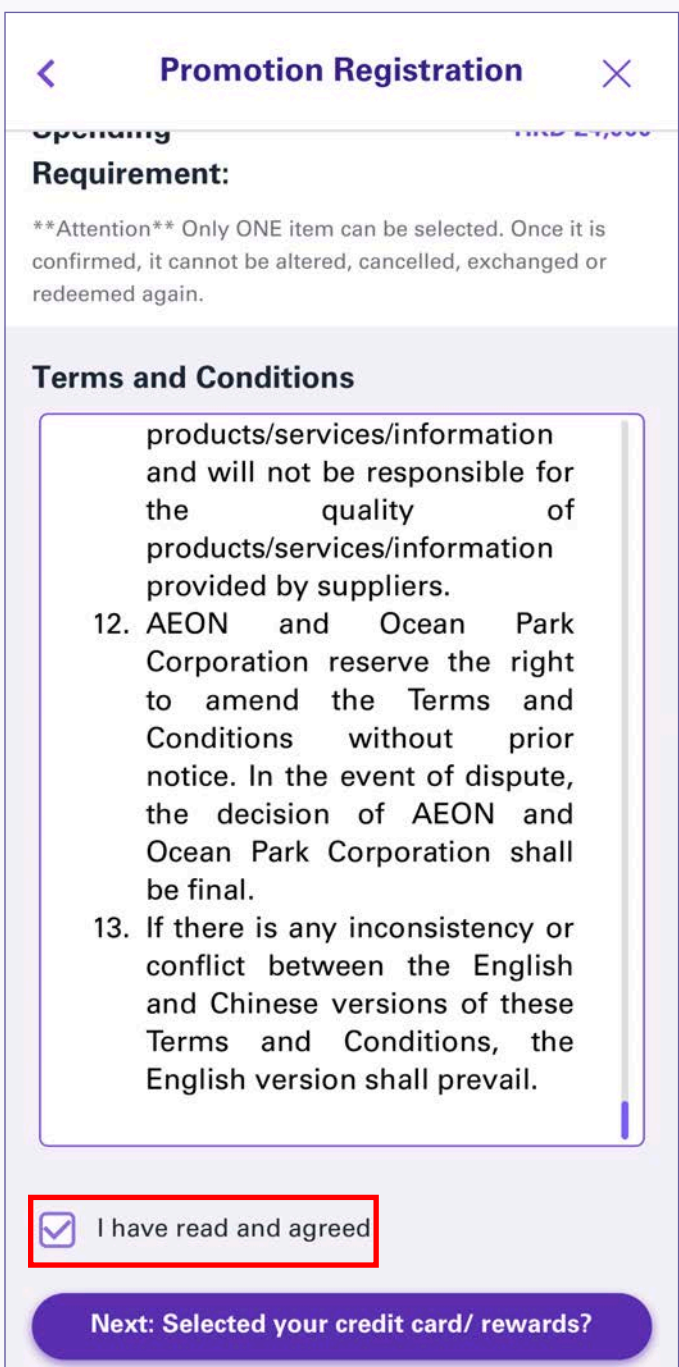 Promotion Registration
Spending HKD 24,000
Requirement:
**Attention** Only ONE item can be selected. Once it is
confirmed, it cannot be altered, cancelled, exchanged or
redeemed again.
Terms and Conditions
products/services/information
and will not be responsible for
the quality of
products/services/information
provided by suppliers.
12. AEON and Ocean Park
Corporation reserve the right
to amend the Terms and
Conditions without prior
notice. In the event of dispute,
the decision of AEON and
Ocean Park Corporation shall
be final.
13. If there is any inconsistency or
conflict between the English
and Chinese versions of these
Terms and Conditions, the
English version shall prevail.
I have read and agreed
Next: Selected your credit card/ rewards?